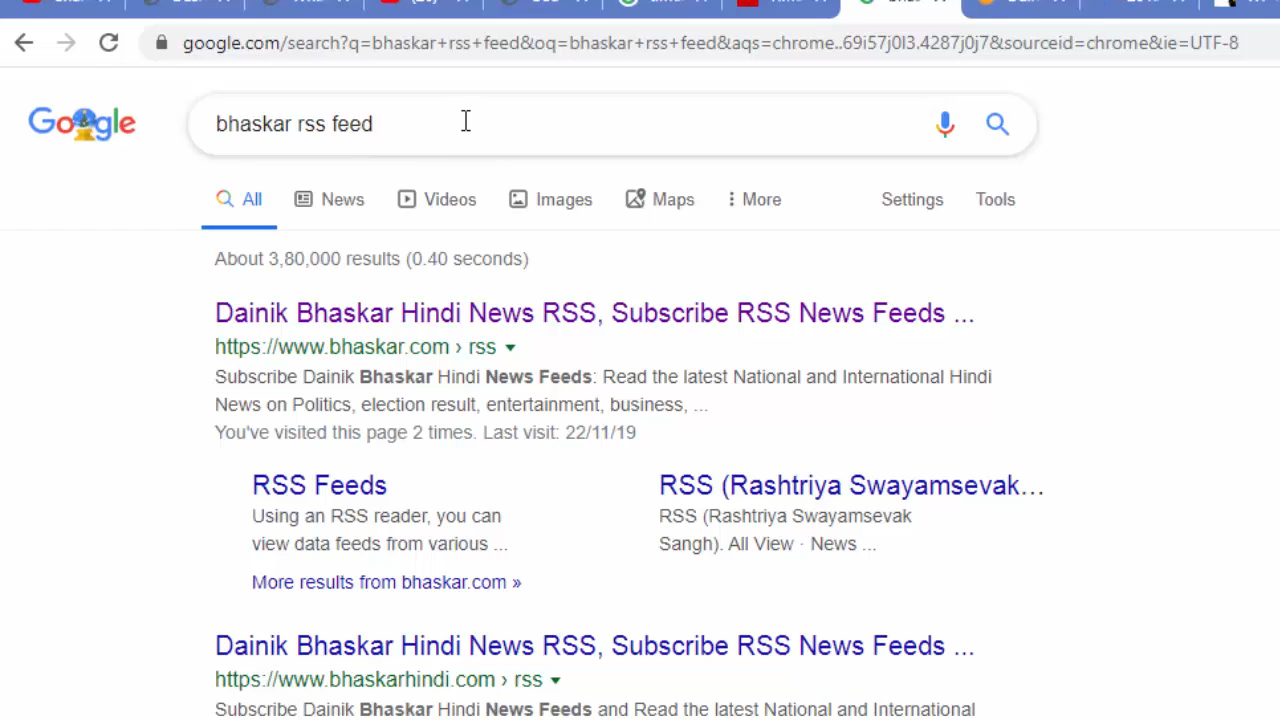 google.com/search?q=bhaskar+rss+feed&oq=bhaskar+rss+feed&aqs=chrome..69i57j0l3.4287j0j7&sourceid=chrome&ie=UTF-8
Google
bhaskar rss feed
All News Videos Images Maps More Settings Tools
About 3,80,000 results (0.40 seconds)
Dainik Bhaskar Hindi News RSS, Subscribe RSS News Feeds ...
https://www.bhaskar.com › rss
Subscribe Dainik Bhaskar Hindi News Feeds: Read the latest National and International Hindi
News on Politics, election result, entertainment, business, ...
You've visited this page 2 times. Last visit: 22/11/19
RSS Feeds
Using an RSS reader, you can
view data feeds from various ...
More results from bhaskar.com »
RSS (Rashtriya Swayamsevak...
RSS (Rashtriya Swayamsevak
Sangh). All View · News ...
Dainik Bhaskar Hindi News RSS, Subscribe RSS News Feeds ...
https://www.bhaskarhindi.com › rss
Subscribe Dainik Bhaskar Hindi News Feeds and Read the latest National and International